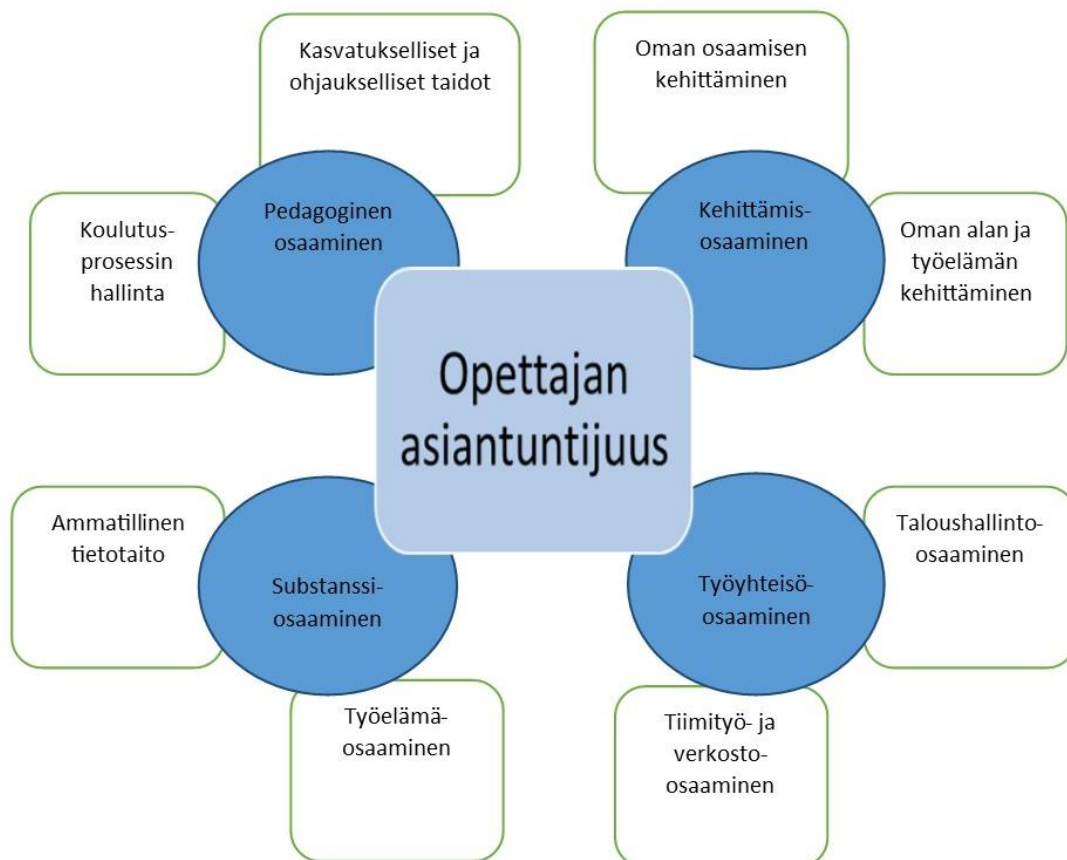 Kasvatukselliset ja
ohjaukselliset taidot
Oman osaamisen
kehittäminen
Koulutus-
prosessin
hallinta
Pedagoginen
osaaminen
Kehittämis-
osaaminen
Oman alan ja
työelämän
kehittäminen
Opettajan
asiantuntijuus
Ammatillinen
tietotaito
Substanssi-
osaaminen
Työyhteisö-
osaaminen
Taloushallinto-
osaaminen
Työelämä-
osaaminen
Tiimityö- ja
verkosto-
osaaminen